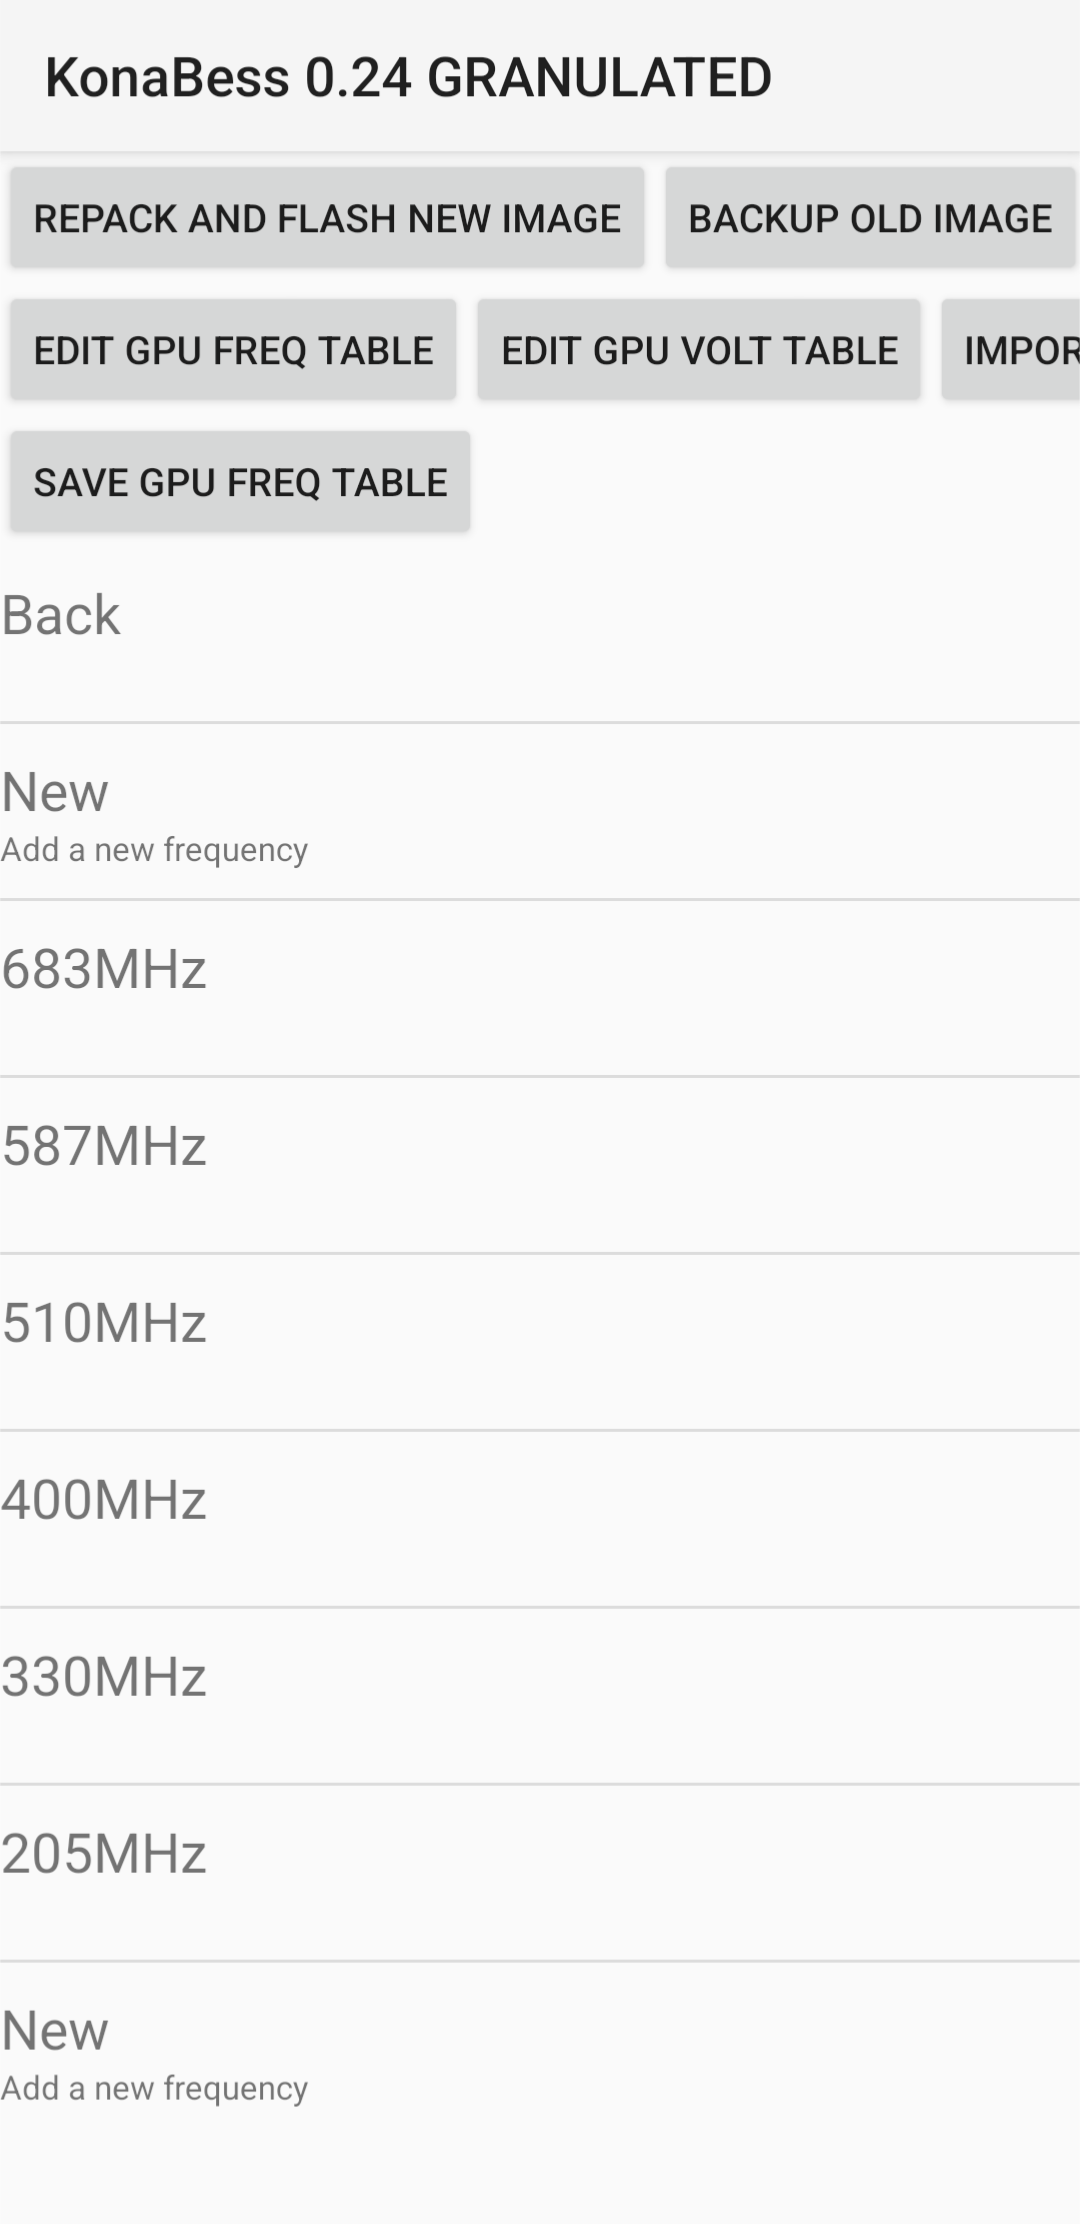 KonaBess 0.24 GRANULATED
REPACK AND FLASH NEW IMAGE BACKUP OLD IMAGE
EDIT GPU FREQ TABLE EDIT GPU VOLT TABLE
SAVE GPU FREQ TABLE
Back
New
Add a new frequency
683MHz
587MHz
510MHz
400MHz
330MHz
205MHz
New
Add a new frequency